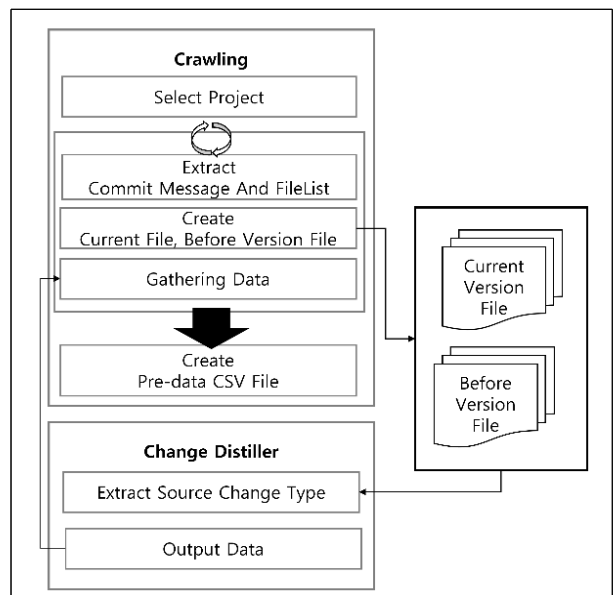 Crawling
Select Project
Extract
Commit Message And FileList
Create
Current File, Before Version File
Gathering Data
Create
Pre-data CSV File
Current
Version
File
Before
Version
File
Change Distiller
Extract Source Change Type
Output Data